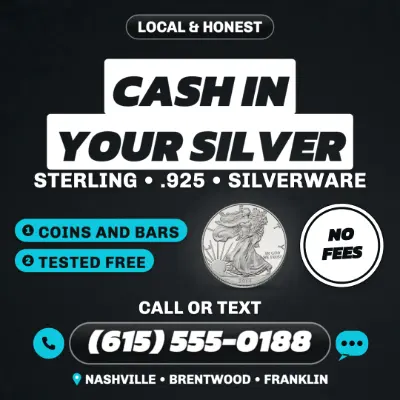 LOCAL & HONEST
CASH IN
YOUR SILVER
STERLING • .925 • SILVERWARE
1 COINS AND BARS
2 TESTED FREE
NO
FEES
CALL OR TEXT
(615) 555-0188
NASHVILLE • BRENTWOOD • FRANKLIN